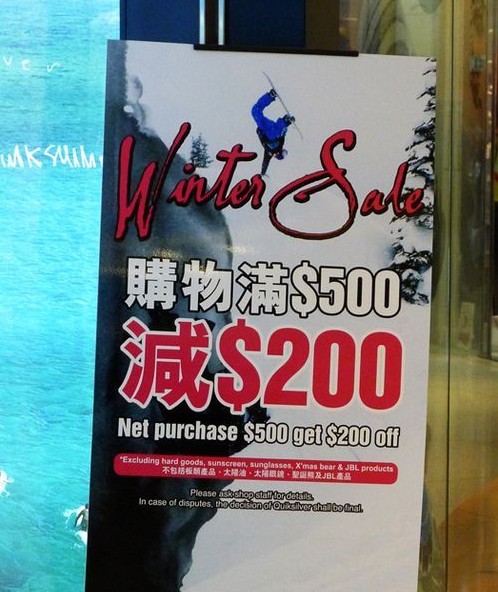 Winter Sale
購物滿$500
減$200
Net purchase $500 get $200 off
*Excluding hard goods, sunscreen, sunglasses, X'mas bear & JBL products
不包括板類產品、太陽油、太陽眼鏡、聖誕熊及JBL產品
Please ask shop staff for details.
In case of disputes, the decision of Quiksilver shall be final.